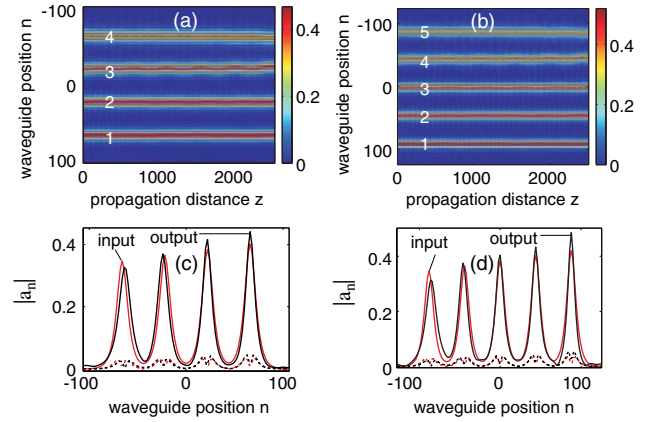 (a)
waveguide position n
-100
0
100
4
3
2
1
0
1000
2000
propagation distance z
0.4
0.2
0
(b)
waveguide position n
-100
0
100
5
4
3
2
1
0
1000
2000
propagation distance z
0.4
0.2
0
(c)
|aₙ|
0.4
0.2
0
input
output
-100
0
100
waveguide position n
(d)
|aₙ|
0.4
0.2
0
input
output
-100
0
100
waveguide position n